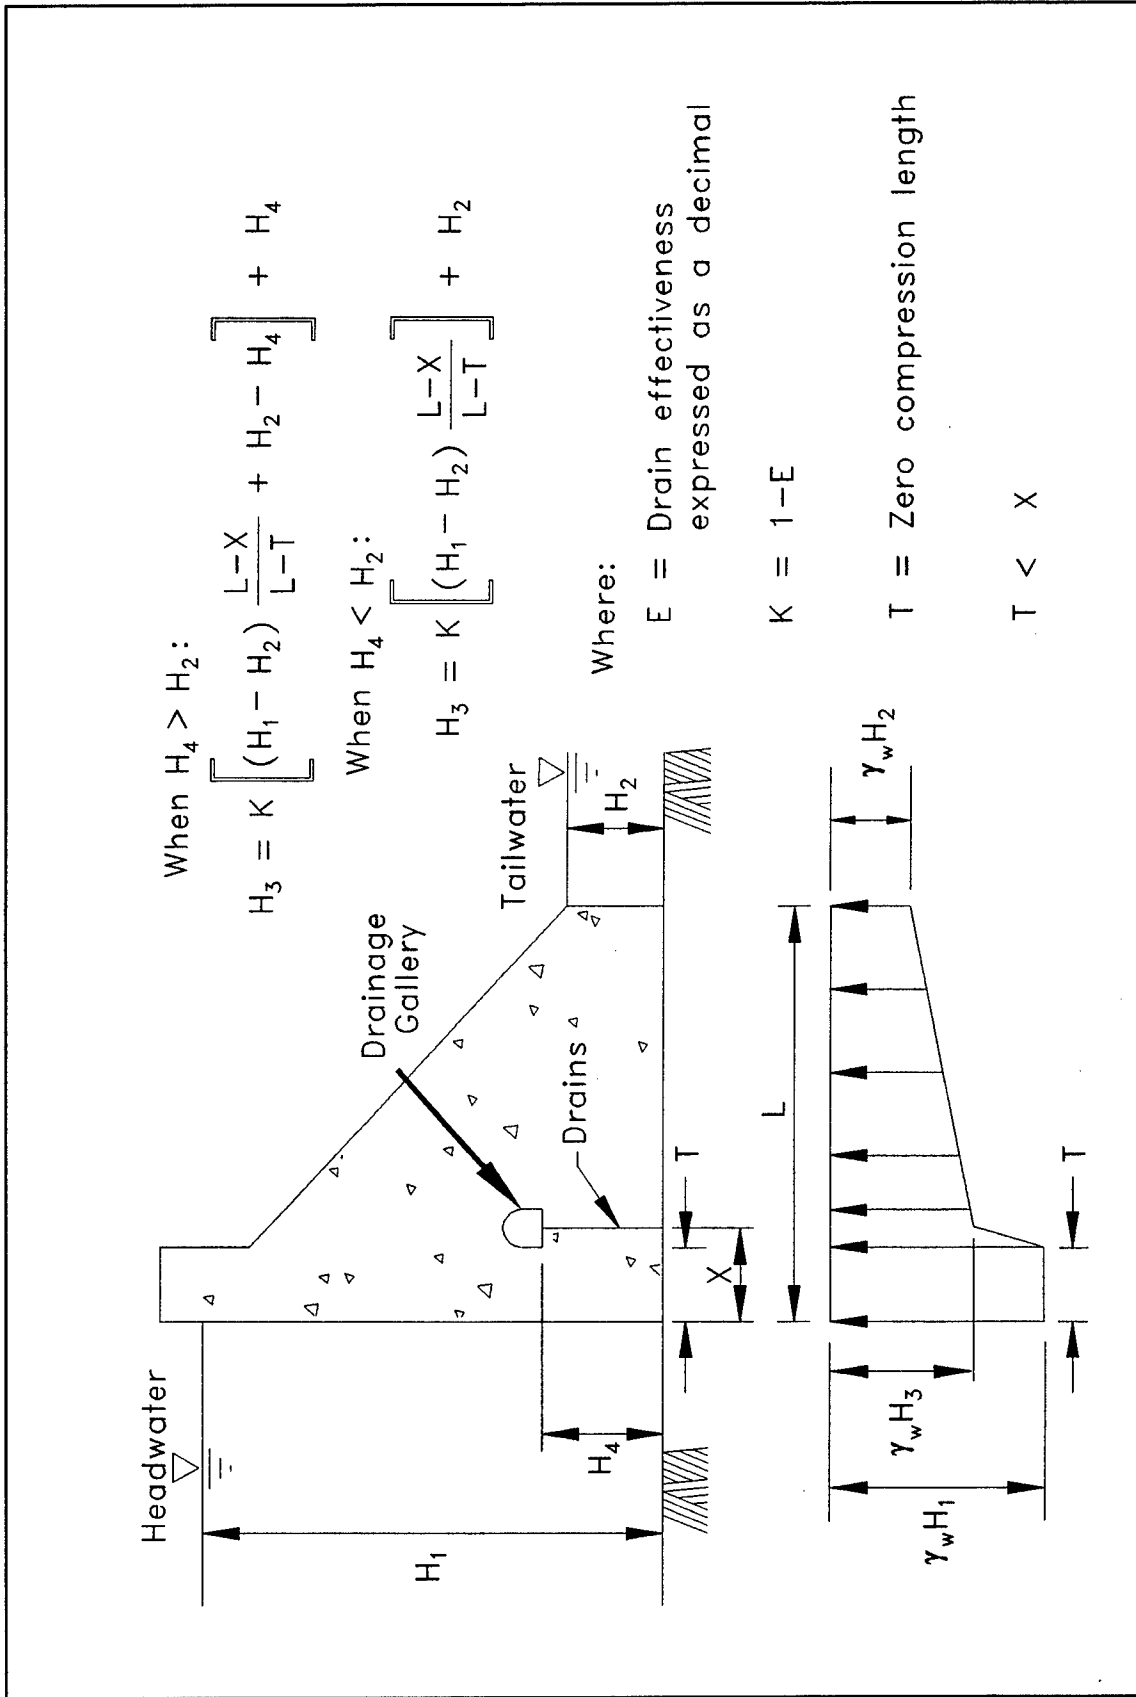 When H₄ > H₂:
H₃ = K [(H₁ − H₂) L−X / L−T + H₂ − H₄] + H₄
When H₄ < H₂:
H₃ = K [(H₁ − H₂) L−X / L−T] + H₂
Where:
E = Drain effectiveness
expressed as a decimal
K = 1−E
T = Zero compression length
T < X
Headwater
Drainage
Gallery
Tailwater
H₁
H₄
H₂
Drains
X
T
L
γwH₁
γwH₃
γwH₂
T